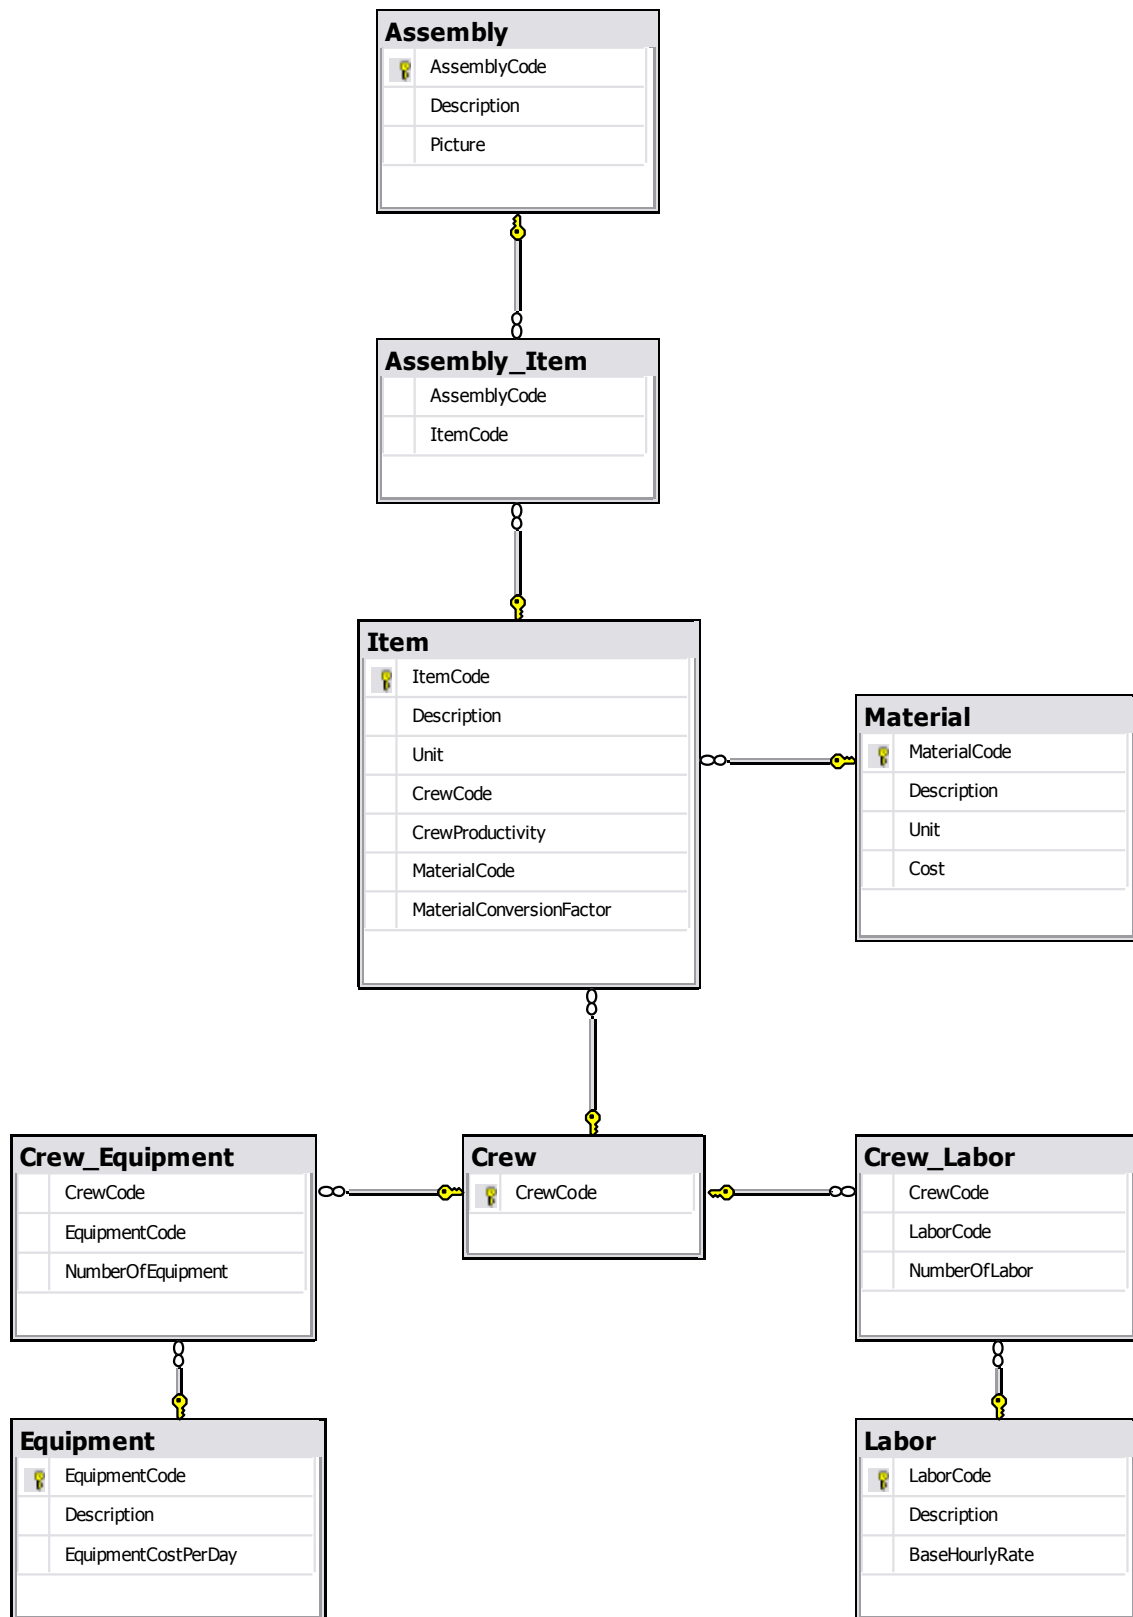 Assembly
AssemblyCode
Description
Picture
Assembly_Item
AssemblyCode
ItemCode
Item
ItemCode
Description
Unit
CrewCode
CrewProductivity
MaterialCode
MaterialConversionFactor
Material
MaterialCode
Description
Unit
Cost
Crew_Equipment
CrewCode
EquipmentCode
NumberOfEquipment
Crew
CrewCode
Crew_Labor
CrewCode
LaborCode
NumberOfLabor
Equipment
EquipmentCode
Description
EquipmentCostPerDay
Labor
LaborCode
Description
BaseHourlyRate